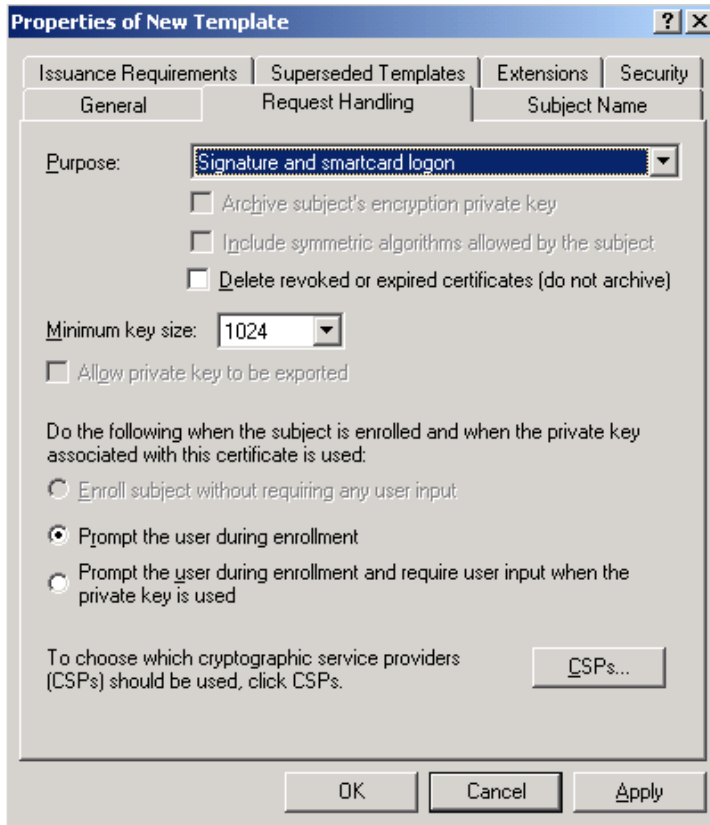 Properties of New Template
Issuance Requirements Superseded Templates Extensions Security
General Request Handling Subject Name
Purpose: Signature and smartcard logon
Archive subject's encryption private key
Include symmetric algorithms allowed by the subject
Delete revoked or expired certificates (do not archive)
Minimum key size: 1024
Allow private key to be exported
Do the following when the subject is enrolled and when the private key
associated with this certificate is used:
Enroll subject without requiring any user input
Prompt the user during enrollment
Prompt the user during enrollment and require user input when the
private key is used
To choose which cryptographic service providers
(CSPs) should be used, click CSPs.
CSPs...
OK Cancel Apply